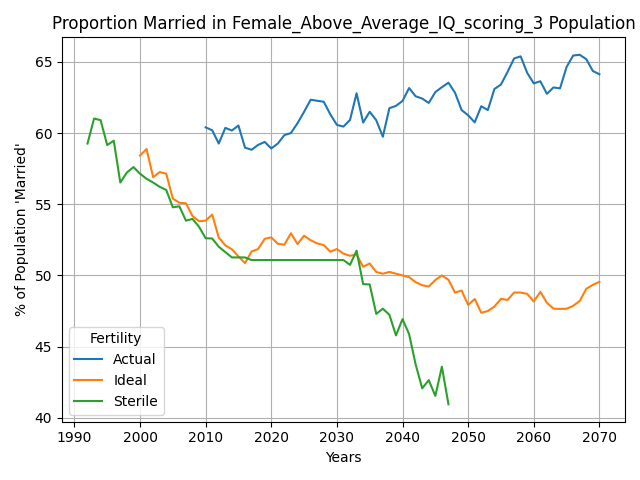 Proportion Married in Female_Above_Average_IQ_scoring_3 Population
% of Population 'Married'
65
60
55
50
45
40
Fertility
Actual
Ideal
Sterile
1990 2000 2010 2020 2030 2040 2050 2060 2070
Years